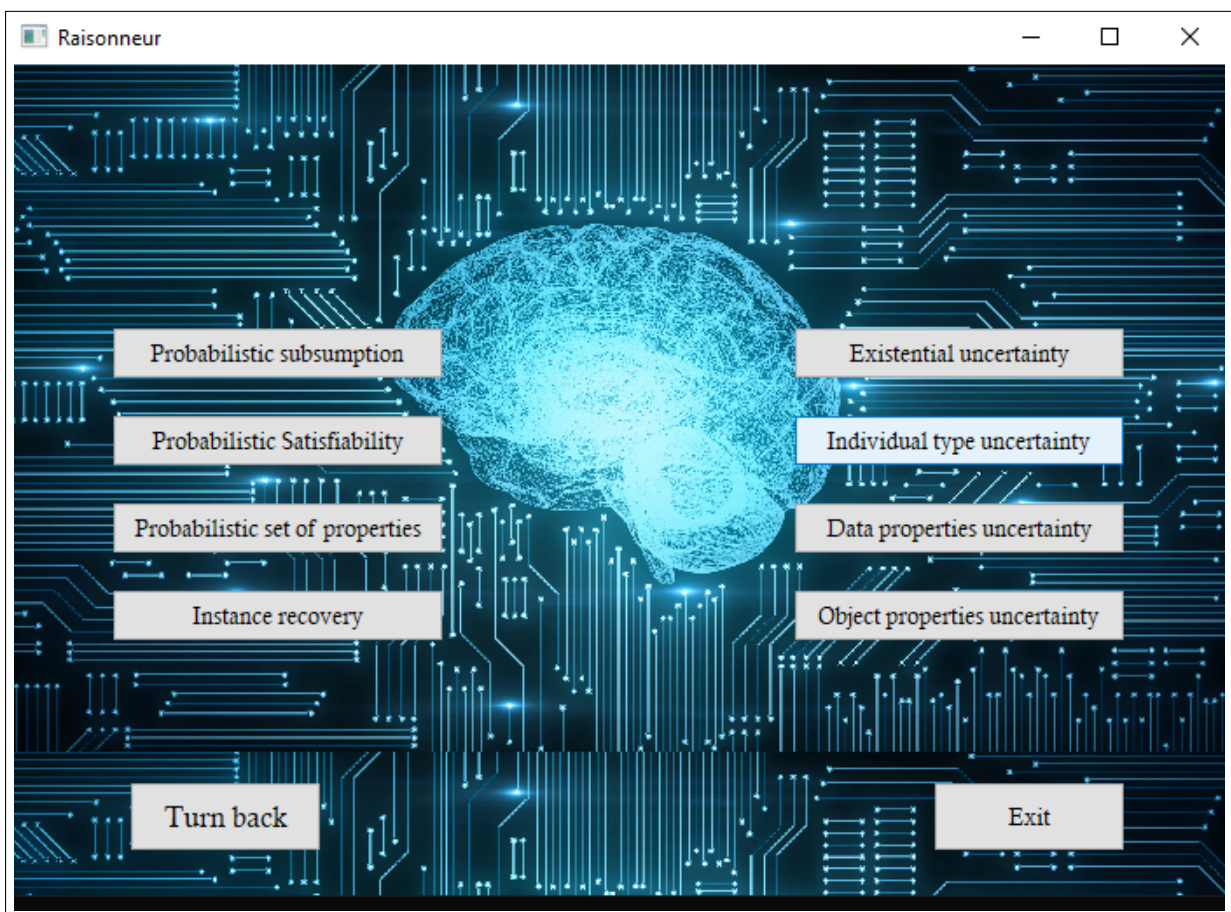 Raisonneur
Probabilistic subsumption
Existential uncertainty
Probabilistic Satisfiability
Individual type uncertainty
Probabilistic set of properties
Data properties uncertainty
Instance recovery
Object properties uncertainty
Turn back
Exit